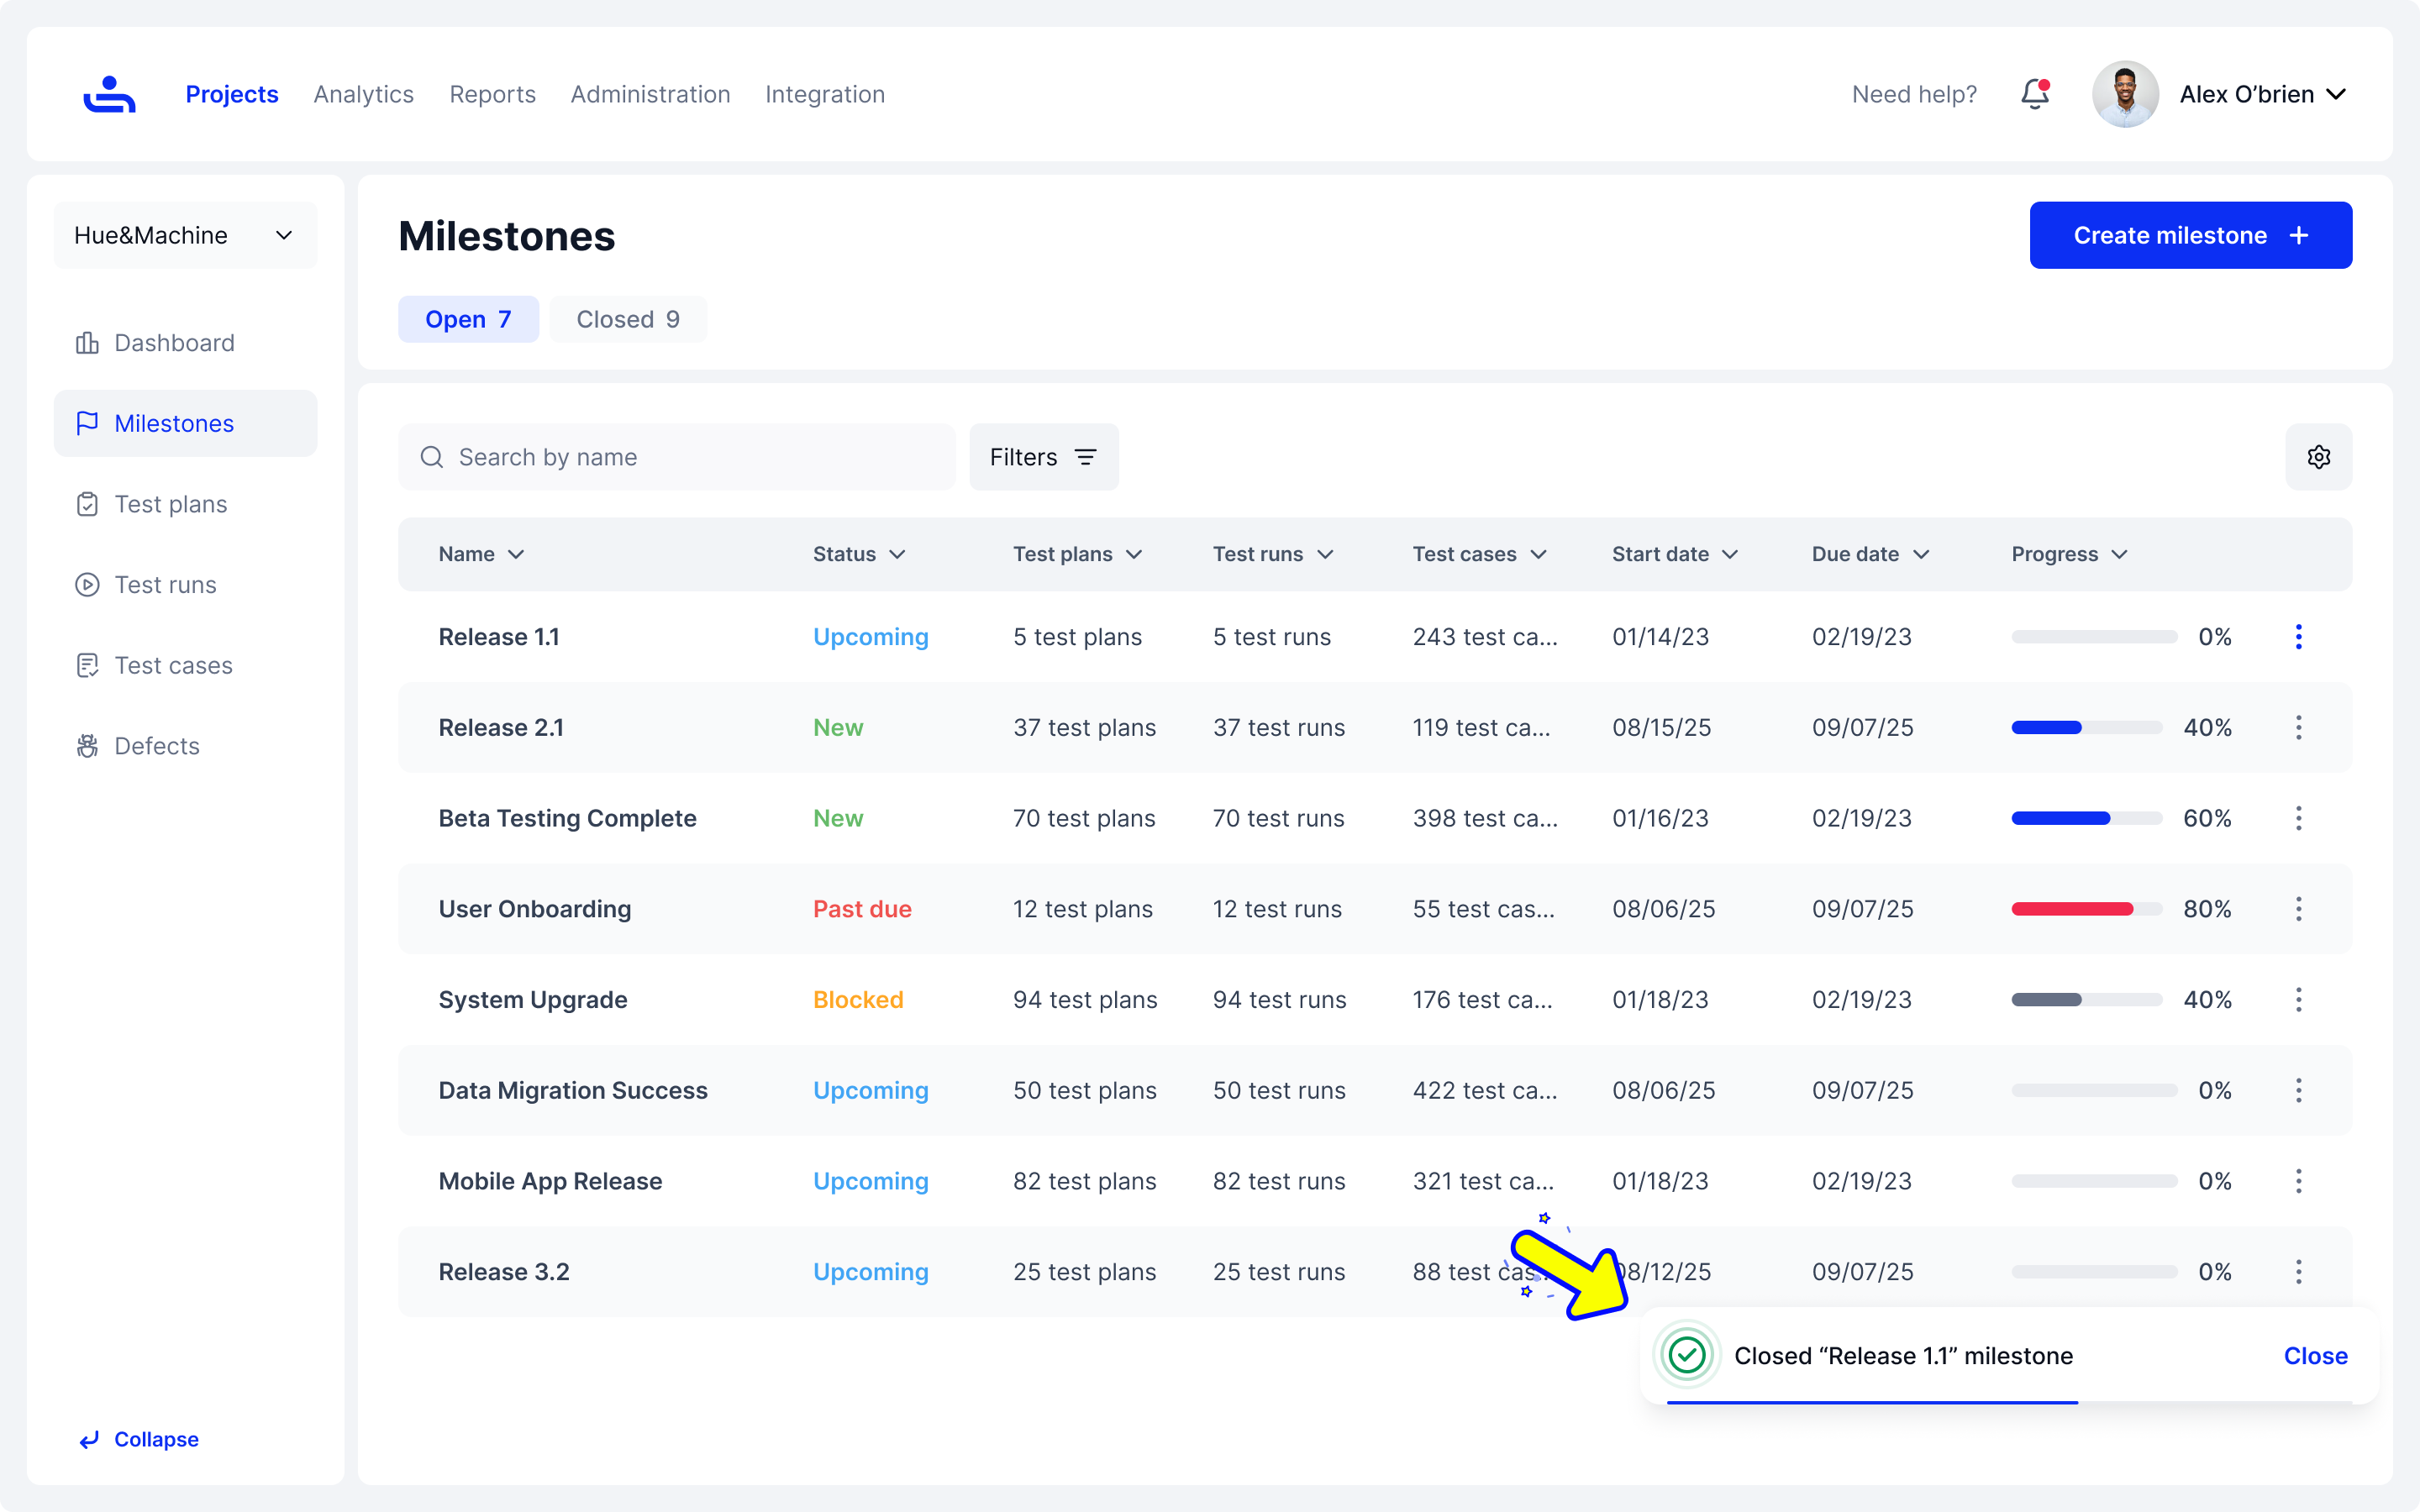 Projects Analytics Reports Administration Integration Need help? Alex O’brien
Hue&Machine
Dashboard
Milestones
Test plans
Test runs
Test cases
Defects
Collapse
Milestones
Create milestone +
Open 7 Closed 9
Search by name Filters
Name Status Test plans Test runs Test cases Start date Due date Progress
Release 1.1 Upcoming 5 test plans 5 test runs 243 test ca... 01/14/23 02/19/23 0%
Release 2.1 New 37 test plans 37 test runs 119 test ca... 08/15/25 09/07/25 40%
Beta Testing Complete New 70 test plans 70 test runs 398 test ca... 01/16/23 02/19/23 60%
User Onboarding Past due 12 test plans 12 test runs 55 test cas... 08/06/25 09/07/25 80%
System Upgrade Blocked 94 test plans 94 test runs 176 test ca... 01/18/23 02/19/23 40%
Data Migration Success Upcoming 50 test plans 50 test runs 422 test ca... 08/06/25 09/07/25 0%
Mobile App Release Upcoming 82 test plans 82 test runs 321 test ca... 01/18/23 02/19/23 0%
Release 3.2 Upcoming 25 test plans 25 test runs 88 test cas... 08/12/25 09/07/25 0%
Closed “Release 1.1” milestone Close